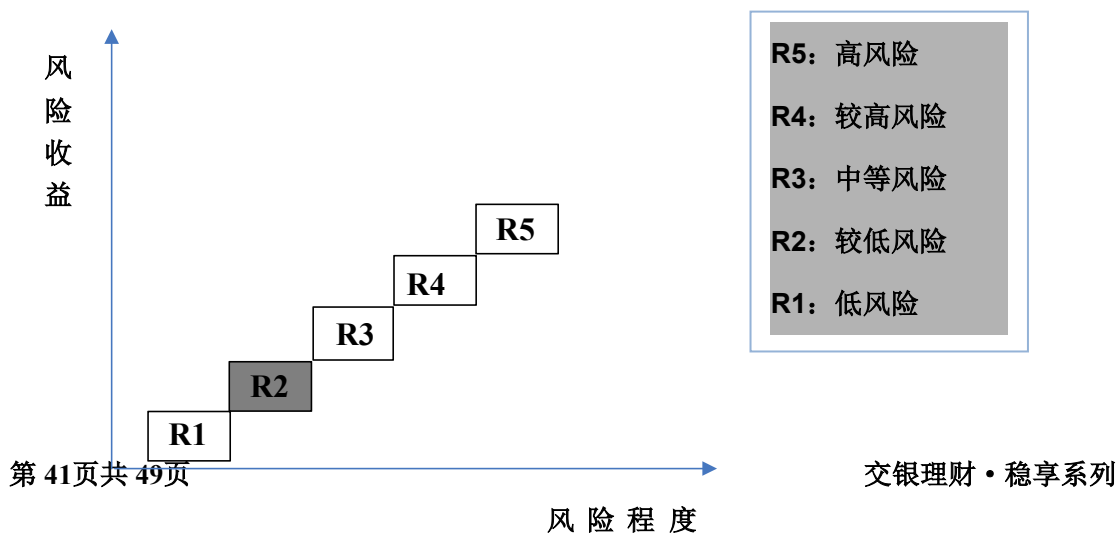 风险收益
R5：高风险
R4：较高风险
R3：中等风险
R2：较低风险
R1：低风险
R5
R4
R3
R2
R1
第 41页共 49页
交银理财·稳享系列
风 险 程 度